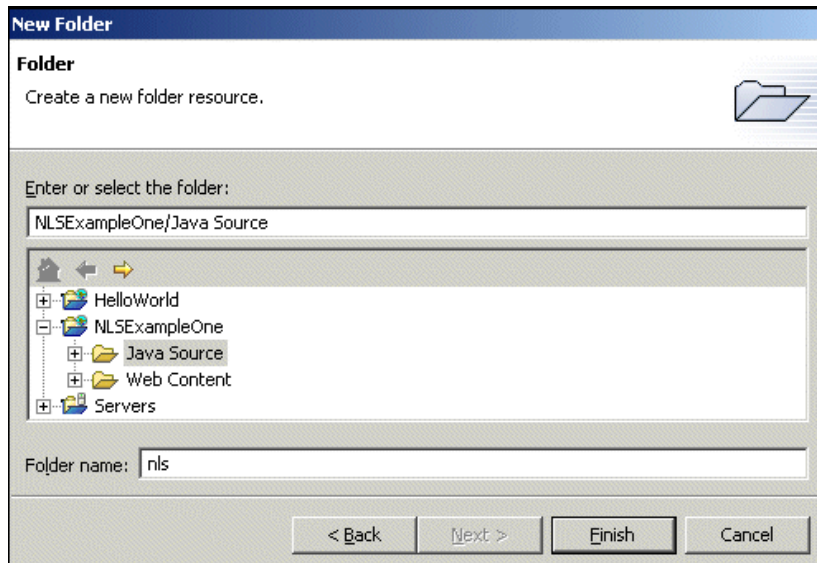 New Folder
Folder
Create a new folder resource.
Enter or select the folder:
NLSExampleOne/Java Source
HelloWorld
NLSExampleOne
Java Source
Web Content
Servers
Folder name: nls
< Back Next > Finish Cancel